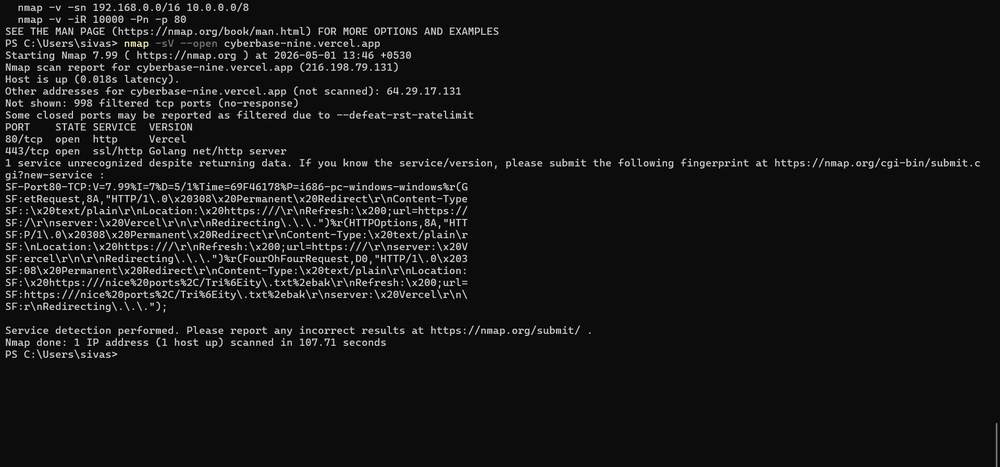 nmap -v -sn 192.168.0.0/16 10.0.0.0/8
nmap -v -iR 10000 -Pn -p 80
SEE THE MAN PAGE (https://nmap.org/book/man.html) FOR MORE OPTIONS AND EXAMPLES
PS C:\Users\sivas> nmap -sV --open cyberbase-nine.vercel.app
Starting Nmap 7.99 ( https://nmap.org ) at 2026-05-01 13:46 +0530
Nmap scan report for cyberbase-nine.vercel.app (216.198.79.131)
Host is up (0.018s latency).
Other addresses for cyberbase-nine.vercel.app (not scanned): 64.29.17.131
Not shown: 998 filtered tcp ports (no-response)
Some closed ports may be reported as filtered due to --defeat-rst-ratelimit
PORT    STATE SERVICE  VERSION
80/tcp  open  http     Vercel
443/tcp open  ssl/http Golang net/http server
1 service unrecognized despite returning data. If you know the service/version, please submit the following fingerprint at https://nmap.org/cgi-bin/submit.c
gi?new-service :
SF-Port80-TCP:V=7.99%I=7%D=5/1%Time=69F46178%P=i686-pc-windows-windows%r(G
SF:etRequest,8A,"HTTP/1\.0\x20308\x20Permanent\x20Redirect\r\nContent-Type
SF::\x20text/plain\r\nLocation:\x20https:///\r\nRefresh:\x200;url=https://
SF:/\r\nserver:\x20Vercel\r\n\r\nRedirecting\.\.\.")%r(HTTPOptions,8A,"HTT
SF:P/1\.0\x20308\x20Permanent\x20Redirect\r\nContent-Type:\x20text/plain\r
SF:\nLocation:\x20https:///\r\nRefresh:\x200;url=https:///\r\nserver:\x20V
SF:ercel\r\n\r\nRedirecting\.\.\.")%r(FourOhFourRequest,D0,"HTTP/1\.0\x203
SF:08\x20Permanent\x20Redirect\r\nContent-Type:\x20text/plain\r\nLocation:
SF:\x20https:///nice%20ports%2C/Tri%6Eity\.txt%2ebak\r\nRefresh:\x200;url=
SF:https:///nice%20ports%2C/Tri%6Eity\.txt%2ebak\r\nserver:\x20Vercel\r\n\
SF:r\nRedirecting\.\.\.");
Service detection performed. Please report any incorrect results at https://nmap.org/submit/ .
Nmap done: 1 IP address (1 host up) scanned in 107.71 seconds
PS C:\Users\sivas>